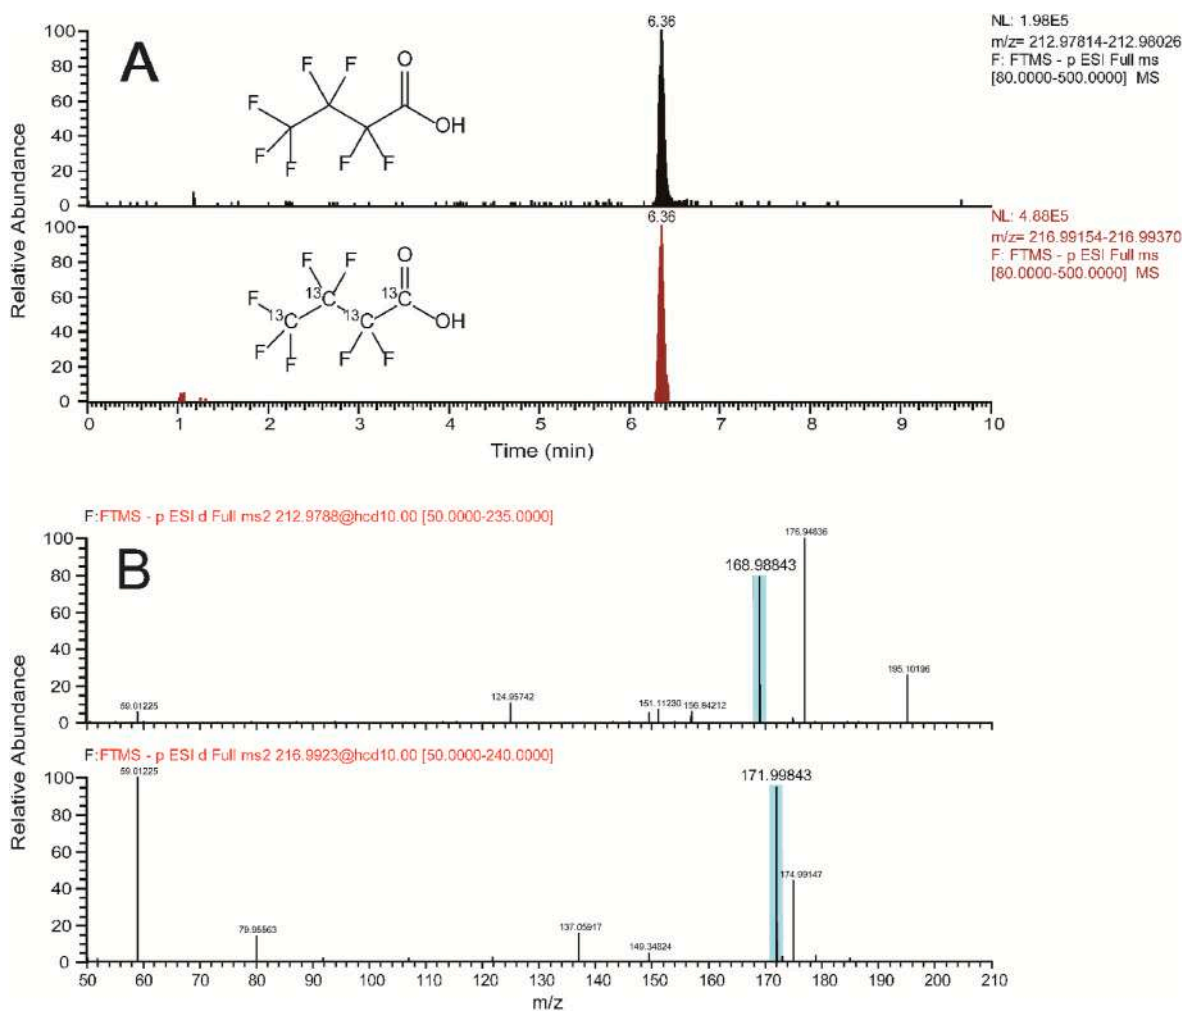 A
NL: 1.98E5
m/z= 212.97814-212.98026
F: FTMS - p ESI Full ms
[80.0000-500.0000] MS
6.36
100
80
60
40
20
0
F F F O
F F F F OH
Relative Abundance
NL: 4.88E5
m/z= 216.99154-216.99370
F: FTMS - p ESI Full ms
[80.0000-500.0000] MS
6.36
100
80
60
40
20
0
F F O
F 13C 13C
13C 13C OH
F F F F
0 1 2 3 4 5 6 7 8 9 10
Time (min)
F:FTMS - p ESI d Full ms2 212.9788@hcd10.00 [50.0000-235.0000]
B
100
80
60
40
20
0
59.01225
124.95742
151.11230
156.84212
168.98843
176.94636
195.10196
Relative Abundance
F:FTMS - p ESI d Full ms2 216.9923@hcd10.00 [50.0000-240.0000]
100
80
60
40
20
0
59.01225
79.95563
137.05917
149.34824
171.99843
174.99147
50 60 70 80 90 100 110 120 130 140 150 160 170 180 190 200 210
m/z